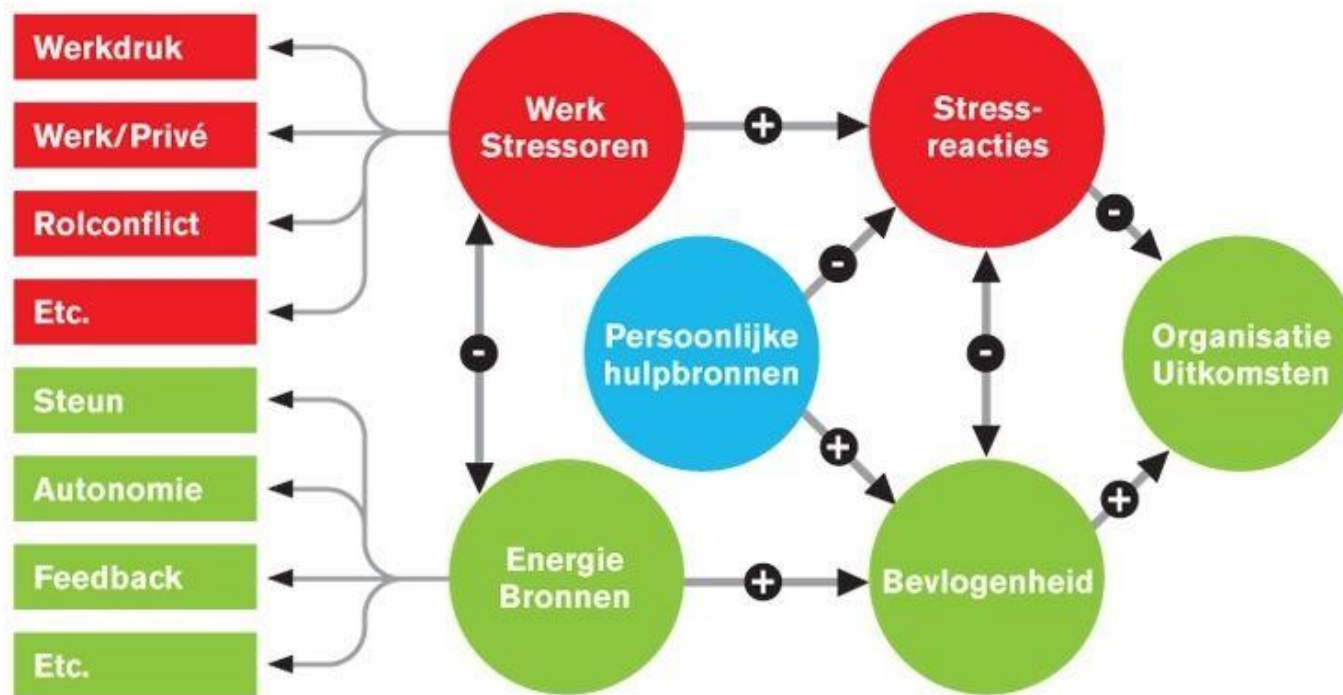 Werkdruk
Werk/Privé
Rolconflict
Etc.
Steun
Autonomie
Feedback
Etc.
Werk
Stressoren
+
Stress-
reacties
-
-
-
Persoonlijke
hulpbronnen
-
Organisatie
Uitkomsten
+
Energie
Bronnen
+
Bevlogenheid
+